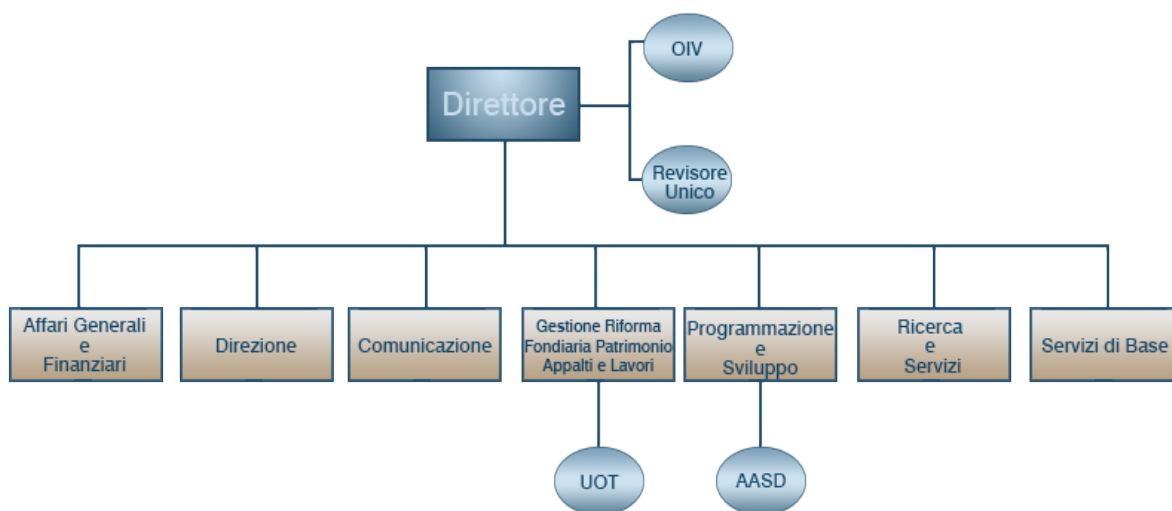 OIV
Direttore
Revisore
Unico
Affari Generali
e
Finanziari
Direzione
Comunicazione
Gestione Riforma
Fondiaria Patrimonio
Appalti e Lavori
Programmazione
e
Sviluppo
Ricerca
e
Servizi
Servizi di Base
UOT
AASD